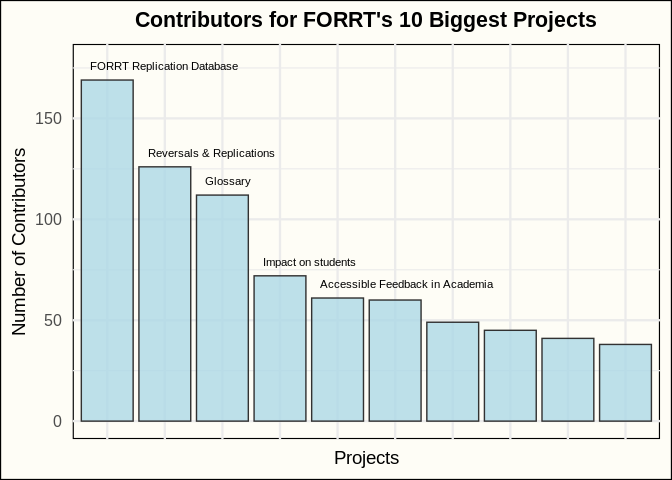 Contributors for FORRT's 10 Biggest Projects
FORRT Replication Database
Reversals & Replications
Glossary
Impact on students
Accessible Feedback in Academia
150
100
50
0
Number of Contributors
Projects